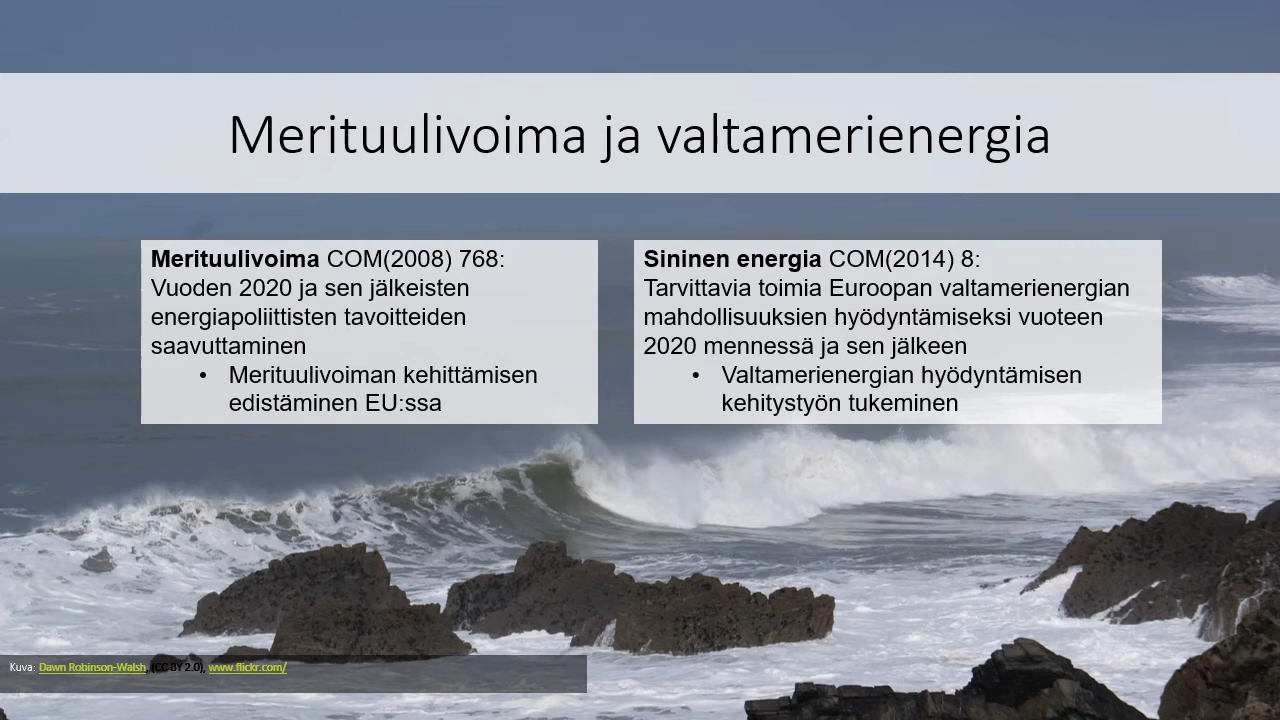 Merituulivoima ja valtamerienergia
Merituulivoima COM(2008) 768:
Vuoden 2020 ja sen jälkeisten
energiapoliittisten tavoitteiden
saavuttaminen
• Merituulivoiman kehittämisen
edistäminen EU:ssa
Sininen energia COM(2014) 8:
Tarvittavia toimia Euroopan valtamerienergian
mahdollisuuksien hyödyntämiseksi vuoteen
2020 mennessä ja sen jälkeen
• Valtamerienergian hyödyntämisen
kehitystyön tukeminen
Kuva: Dawn Robinson-Walsh, (CC BY 2.0), www.flickr.com/